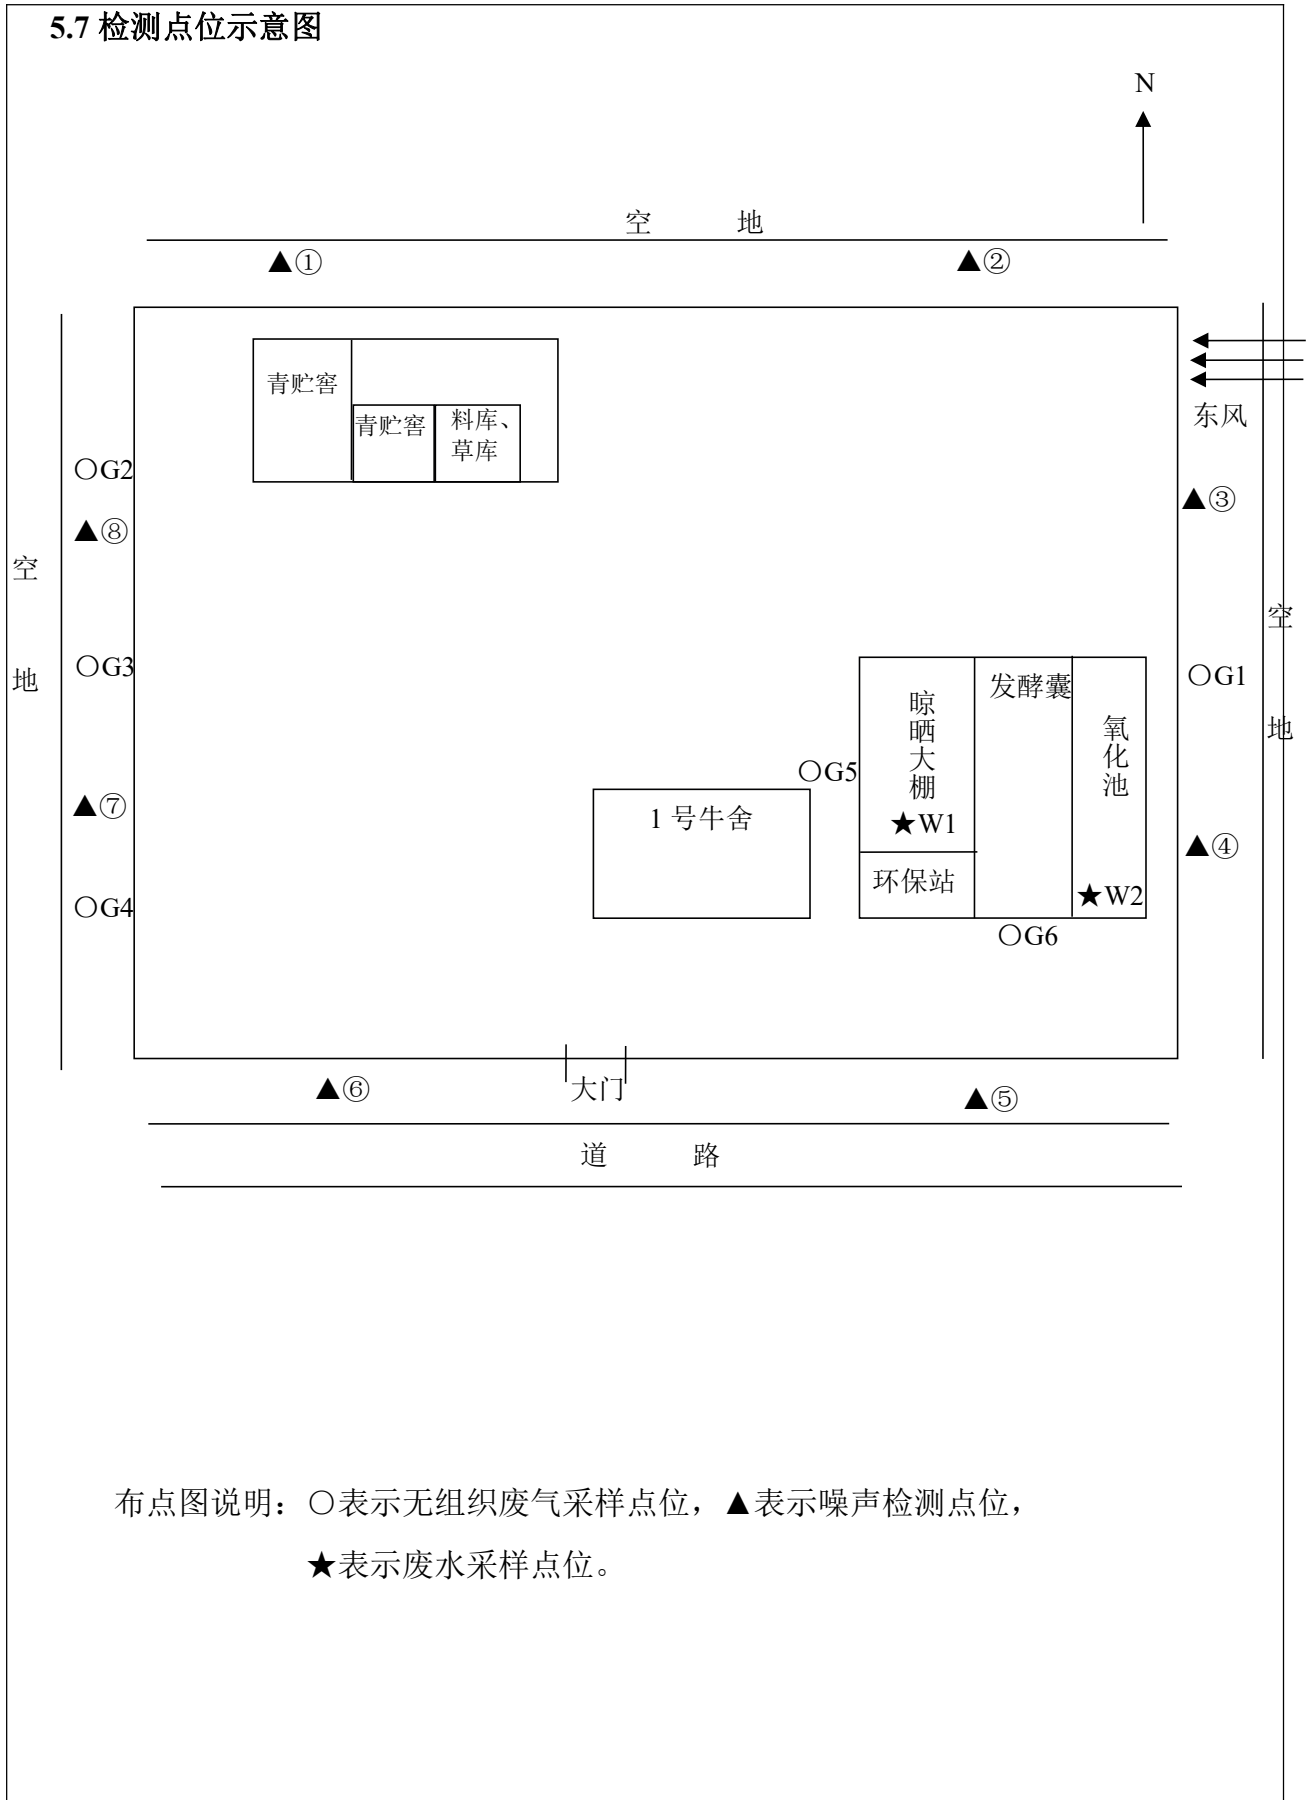 5.7 检测点位示意图
N
空 地
▲① ▲②
青贮窖
青贮窖
料库、
草库
东风
○G2
▲③
▲⑧
空
地
空
地
○G3
○G1
发酵囊
晾晒大棚
氧化池
○G5
▲⑦
1 号牛舍
★W1
▲④
环保站
★W2
○G4
○G6
▲⑥
大门
▲⑤
道 路
布点图说明：○表示无组织废气采样点位，▲表示噪声检测点位，
★表示废水采样点位。